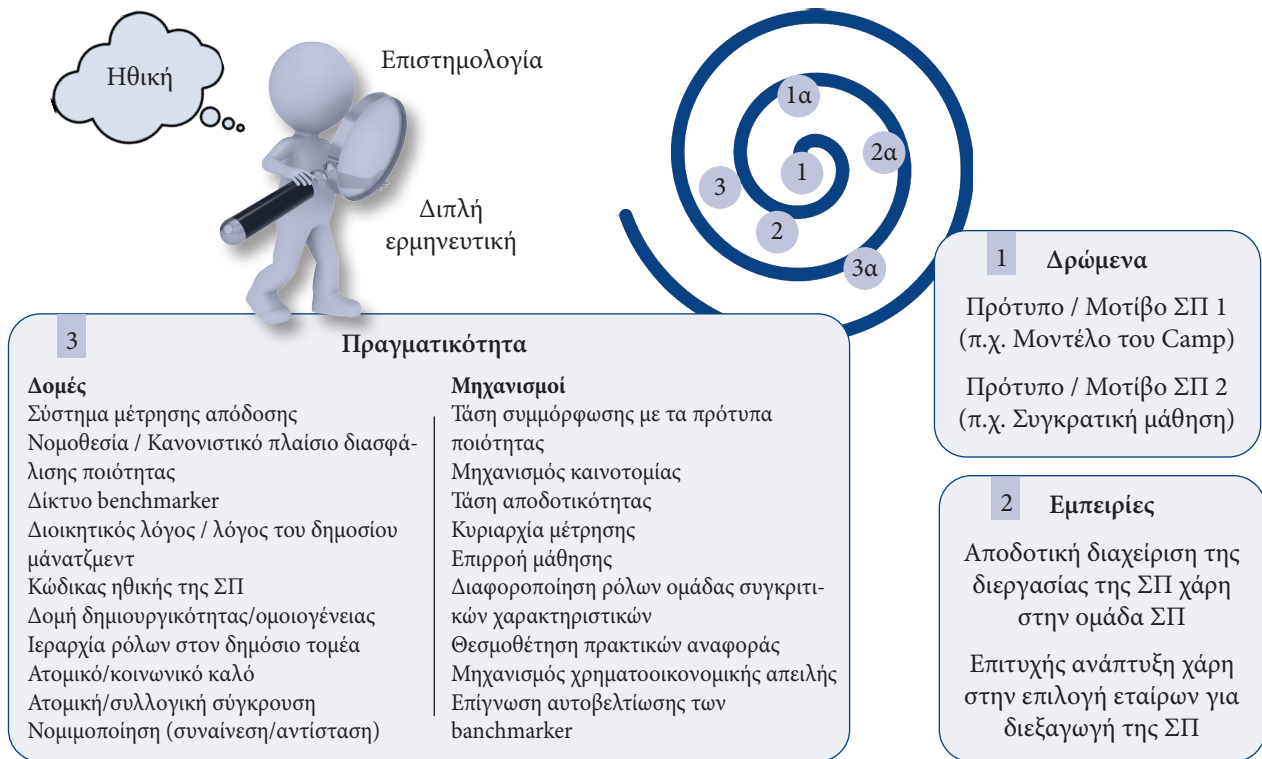 Ηθική
Επιστημολογία
Διπλή
ερμηνευτική
1α
2α
1
3
2
3α
1 Δρώμενα
Πρότυπο / Μοτίβο ΣΠ 1
(π.χ. Μοντέλο του Camp)
Πρότυπο / Μοτίβο ΣΠ 2
(π.χ. Συγκρατική μάθηση)
3 Πραγματικότητα
Δομές
Σύστημα μέτρησης απόδοσης
Νομοθεσία / Κανονιστικό πλαίσιο διασφά-
λισης ποιότητας
Δίκτυο benchmarker
Διοικητικός λόγος / λόγος του δημοσίου
μάνατζμεντ
Κώδικας ηθικής της ΣΠ
Δομή δημιουργικότητας/ομοιογένειας
Ιεραρχία ρόλων στον δημόσιο τομέα
Ατομικό/κοινωνικό καλό
Ατομική/συλλογική σύγκρουση
Νομιμοποίηση (συναίνεση/αντίσταση)
Μηχανισμοί
Τάση συμμόρφωσης με τα πρότυπα
ποιότητας
Μηχανισμός καινοτομίας
Τάση αποδοτικότητας
Κυριαρχία μέτρησης
Επιρροή μάθησης
Διαφοροποίηση ρόλων ομάδας συγκριτι-
κών χαρακτηριστικών
Θεσμοθέτηση πρακτικών αναφοράς
Μηχανισμός χρηματοοικονομικής απειλής
Επίγνωση αυτοβελτίωσης των
banchmarker
2 Εμπειρίες
Αποδοτική διαχείριση της
διεργασίας της ΣΠ χάρη
στην ομάδα ΣΠ
Επιτυχής ανάπτυξη χάρη
στην επιλογή εταίρων για
διεξαγωγή της ΣΠ